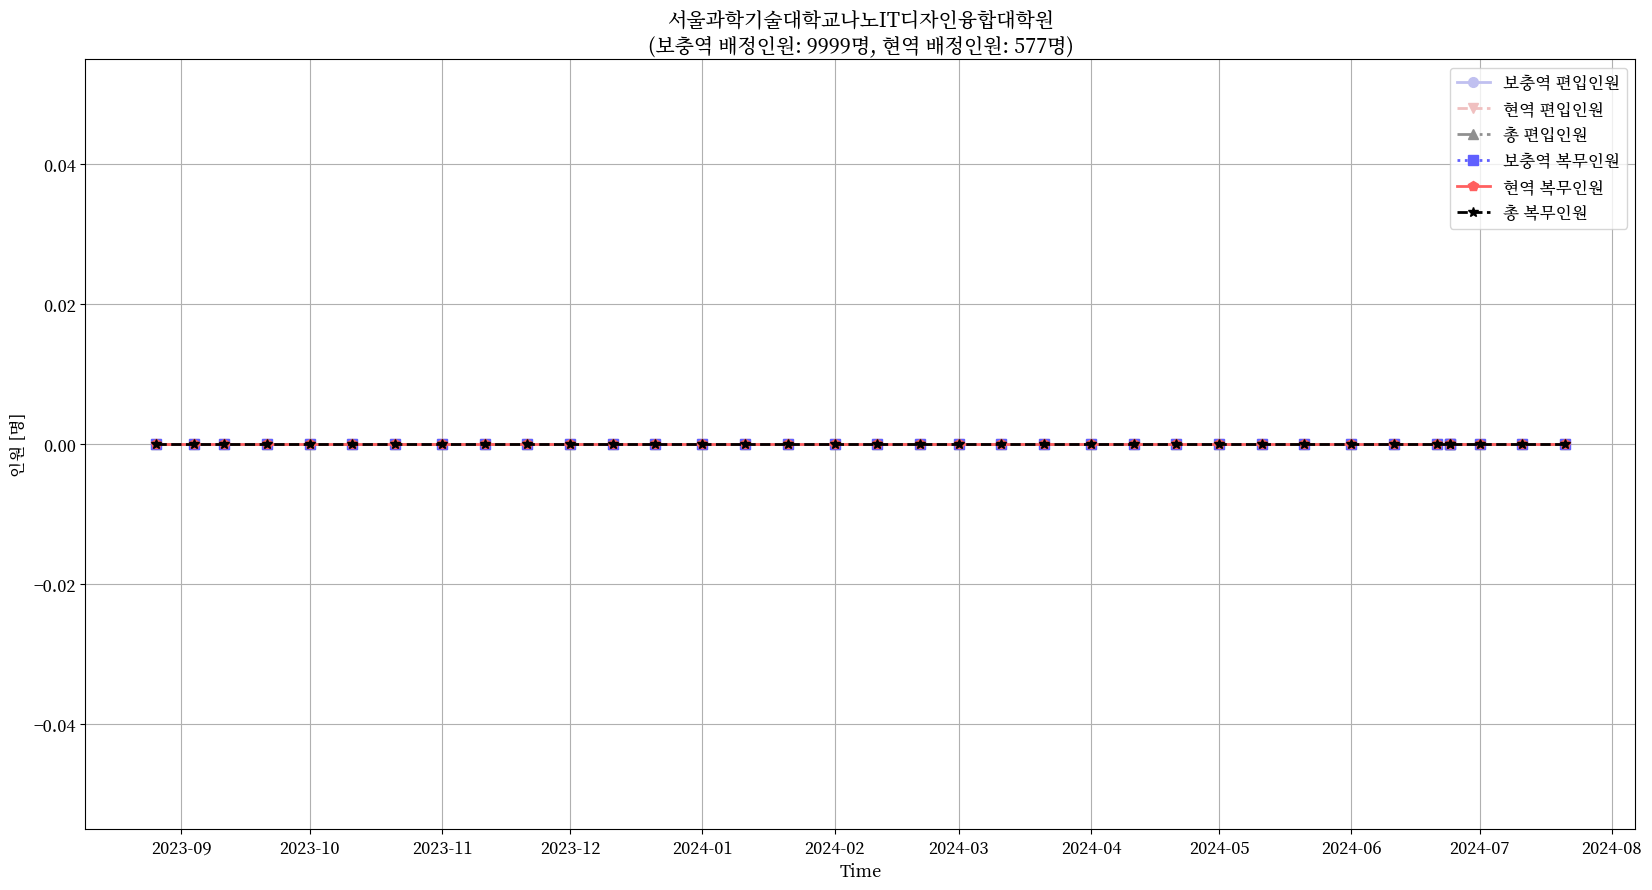 서울과학기술대학교나노IT디자인융합대학원
(보충역 배정인원: 9999명, 현역 배정인원: 577명)
보충역 편입인원
현역 편입인원
총 편입인원
보충역 복무인원
현역 복무인원
총 복무인원
인원 [명]
0.04
0.02
0.00
−0.02
−0.04
2023-09
2023-10
2023-11
2023-12
2024-01
2024-02
2024-03
2024-04
2024-05
2024-06
2024-07
2024-08
Time